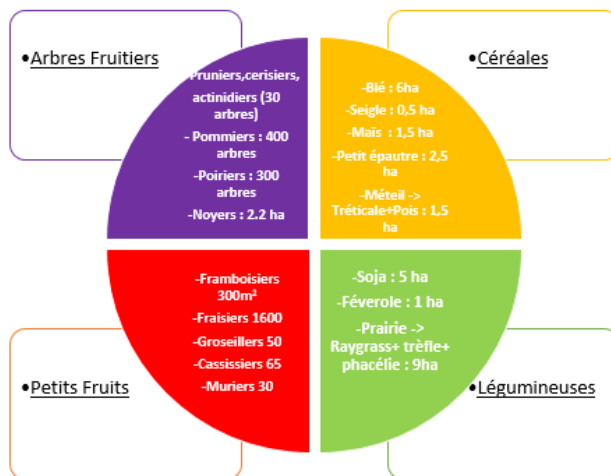 •Arbres Fruitiers
-Pruniers,cerisiers,
actinidiers (30
arbres)
- Pommiers : 400
arbres
-Poiriers : 300
arbres
-Noyers : 2.2 ha
•Céréales
-Blé : 6ha
-Seigle : 0,5 ha
-Maïs : 1,5 ha
-Petit épautre : 2,5
ha
-Méteil ->
Tréticale+Pois : 1,5
ha
•Petits Fruits
-Framboisiers
300m²
-Fraisiers 1600
-Groseillers 50
-Cassissiers 65
-Muriers 30
•Légumineuses
-Soja : 5 ha
-Féverole : 1 ha
-Prairie ->
Raygrass+ trèfle+
phacélie : 9ha